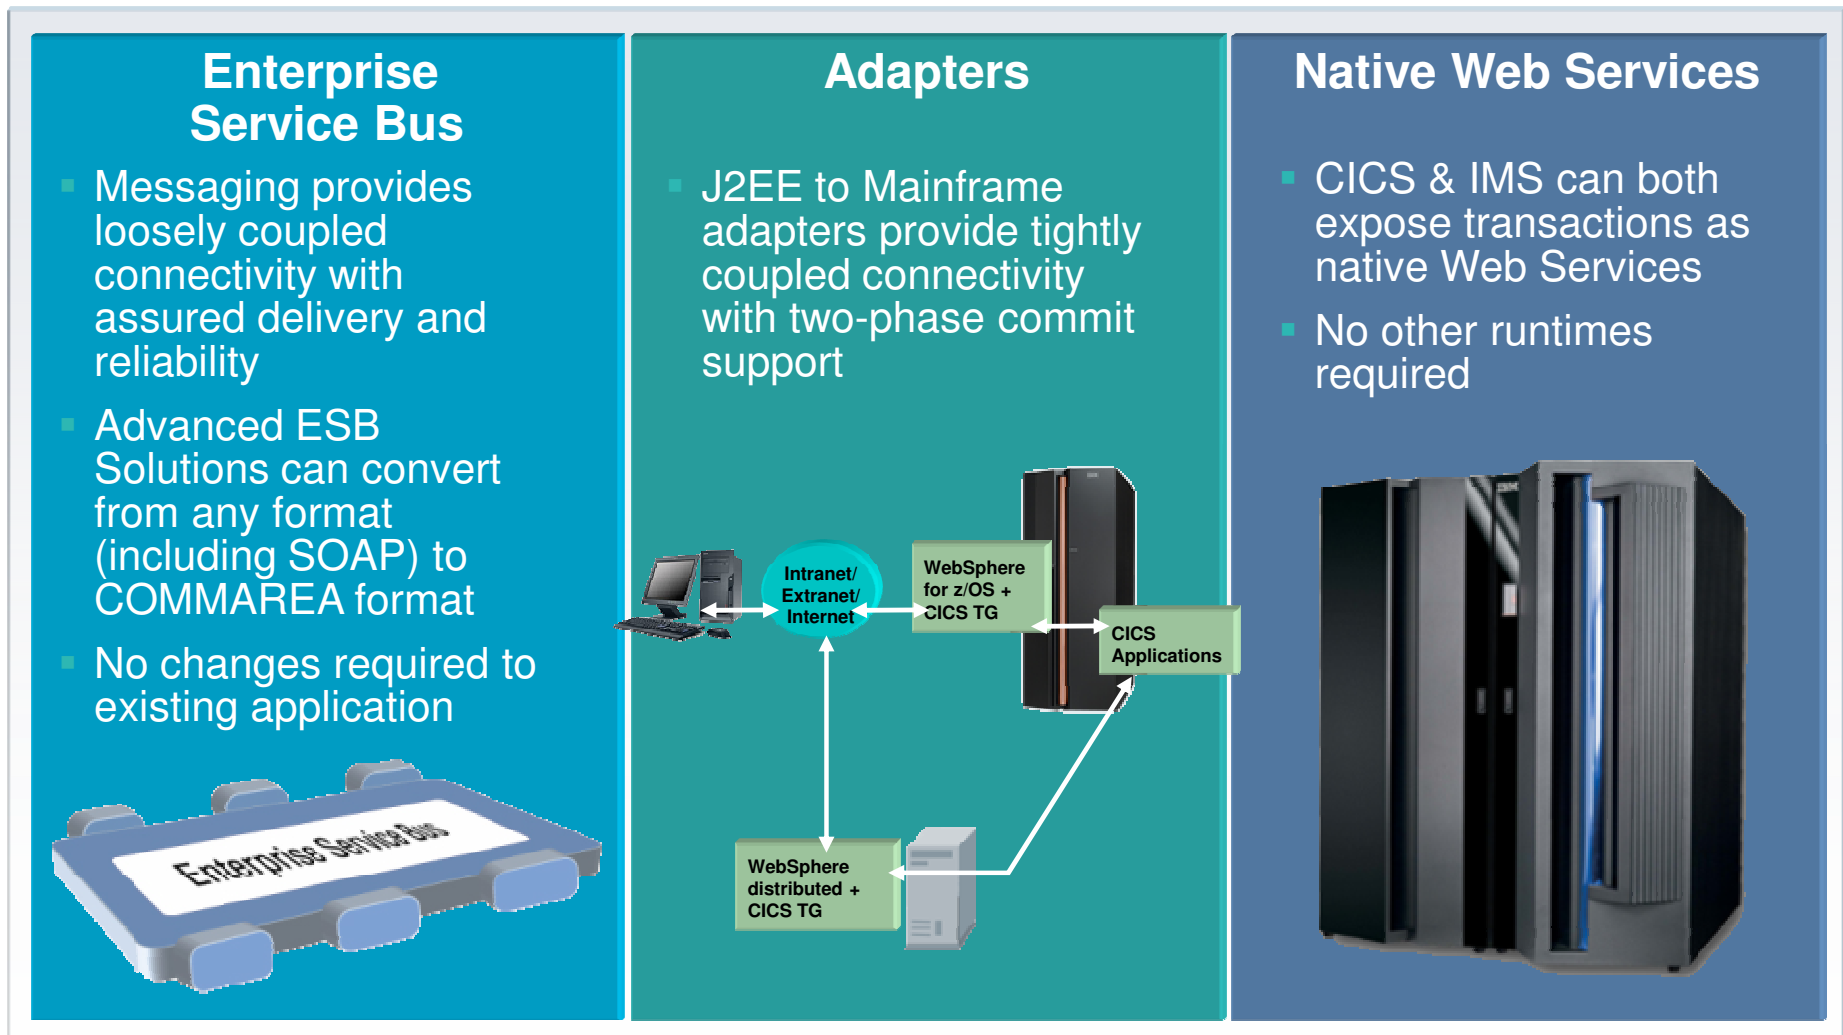 Enterprise
Service Bus
Messaging provides
loosely coupled
connectivity with
assured delivery and
reliability
Advanced ESB
Solutions can convert
from any format
(including SOAP) to
COMMAREA format
No changes required to
existing application
Enterprise Service Bus
Adapters
J2EE to Mainframe
adapters provide tightly
coupled connectivity
with two-phase commit
support
Intranet/
Extranet/
Internet
WebSphere
for z/OS +
CICS TG
CICS
Applications
WebSphere
distributed +
CICS TG
Native Web Services
CICS & IMS can both
expose transactions as
native Web Services
No other runtimes
required